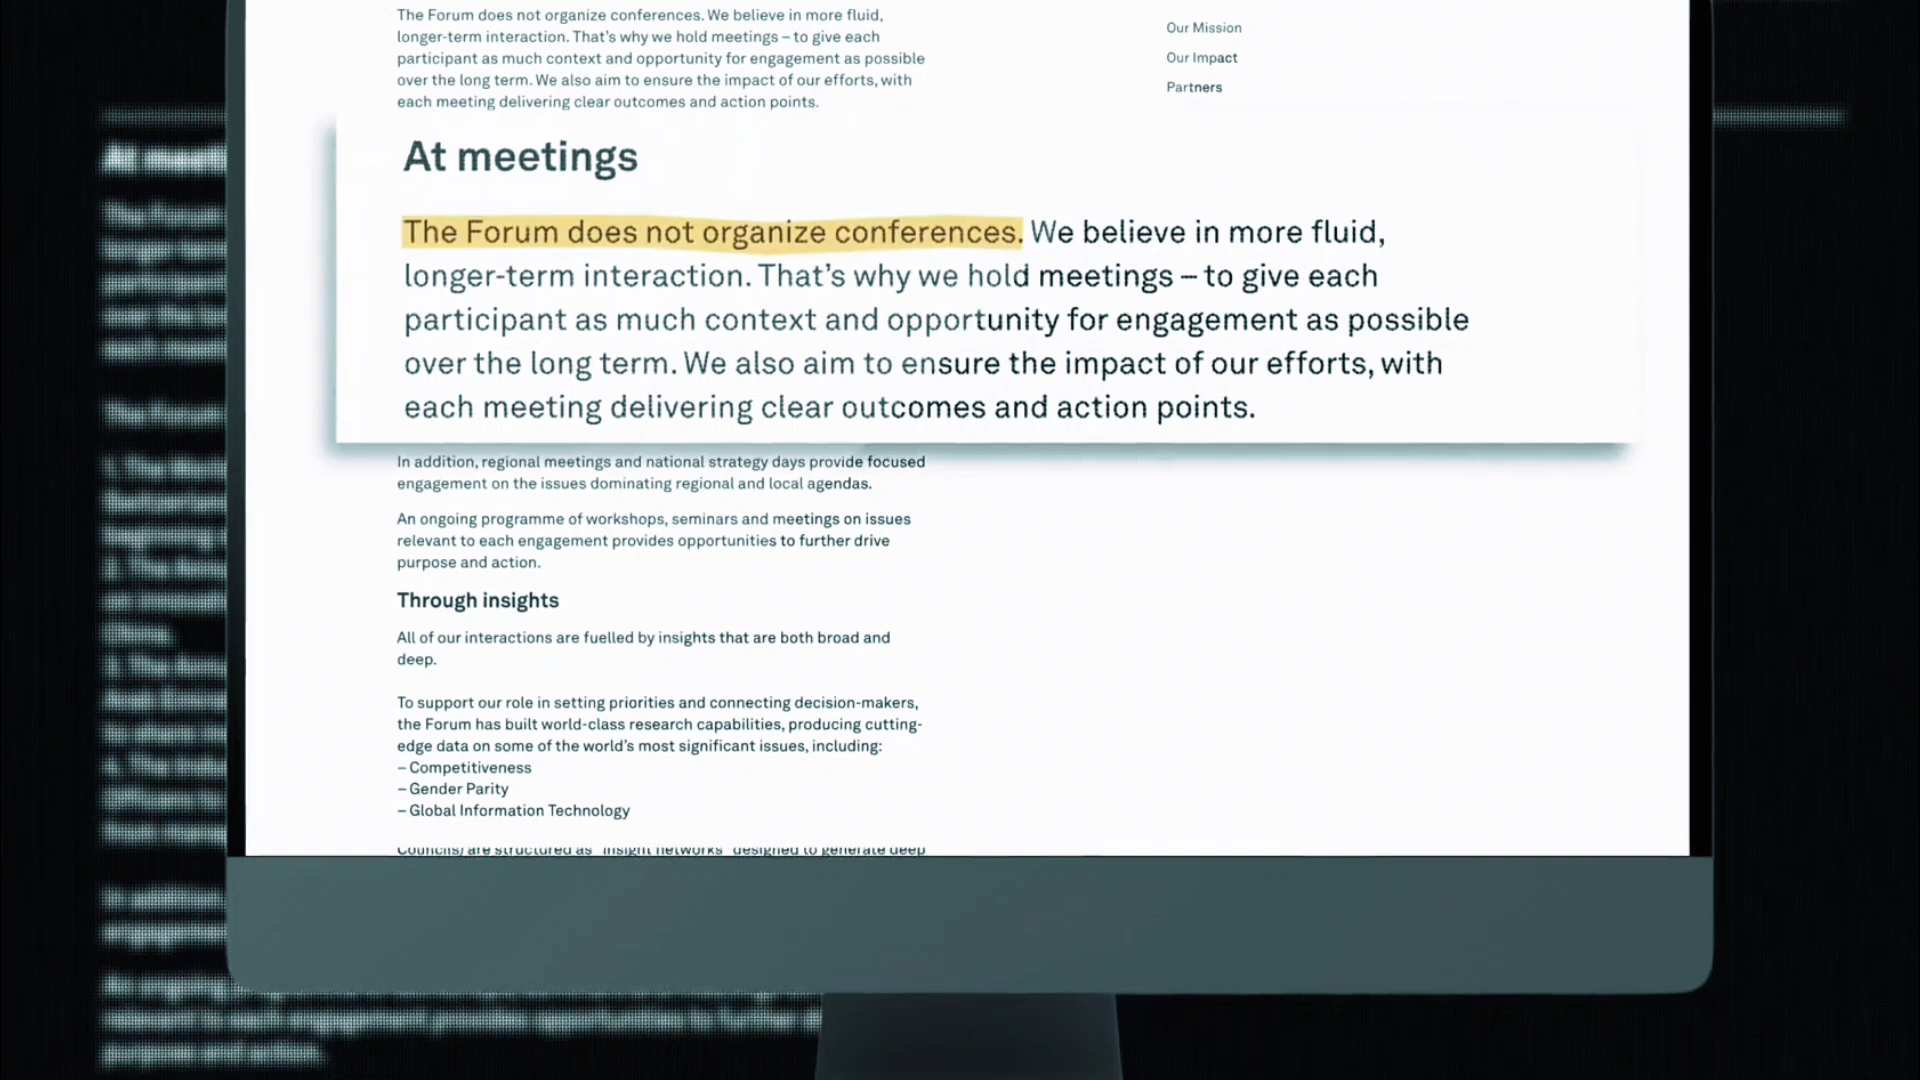 The Forum does not organize conferences. We believe in more fluid,
longer-term interaction. That's why we hold meetings – to give each
participant as much context and opportunity for engagement as possible
over the long term. We also aim to ensure the impact of our efforts, with
each meeting delivering clear outcomes and action points.
Our Mission
Our Impact
Partners
At meetings
The Forum does not organize conferences. We believe in more fluid,
longer-term interaction. That's why we hold meetings – to give each
participant as much context and opportunity for engagement as possible
over the long term. We also aim to ensure the impact of our efforts, with
each meeting delivering clear outcomes and action points.
In addition, regional meetings and national strategy days provide focused
engagement on the issues dominating regional and local agendas.
An ongoing programme of workshops, seminars and meetings on issues
relevant to each engagement provides opportunities to further drive
purpose and action.
Through insights
All of our interactions are fuelled by insights that are both broad and
deep.
To support our role in setting priorities and connecting decision-makers,
the Forum has built world-class research capabilities, producing cutting-
edge data on some of the world's most significant issues, including:
– Competitiveness
– Gender Parity
– Global Information Technology
Councils) are structured as "insight networks" designed to generate deep